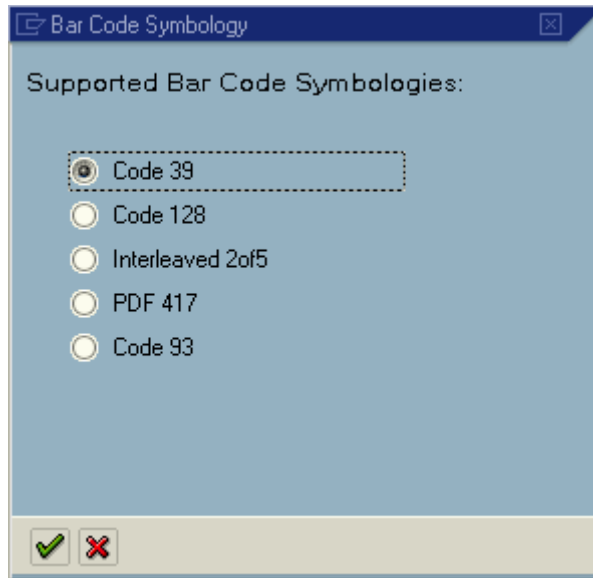 Bar Code Symbology
Supported Bar Code Symbologies:
Code 39
Code 128
Interleaved 2of5
PDF 417
Code 93